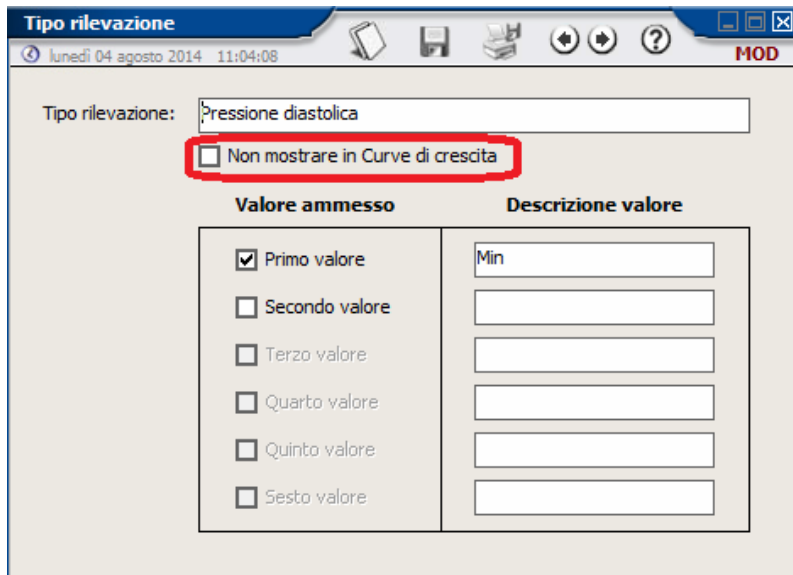 Tipo rilevazione
lunedì 04 agosto 2014 11:04:08
MOD
Tipo rilevazione: Pressione diastolica
Non mostrare in Curve di crescita
Valore ammesso Descrizione valore
Primo valore Min
Secondo valore
Terzo valore
Quarto valore
Quinto valore
Sesto valore